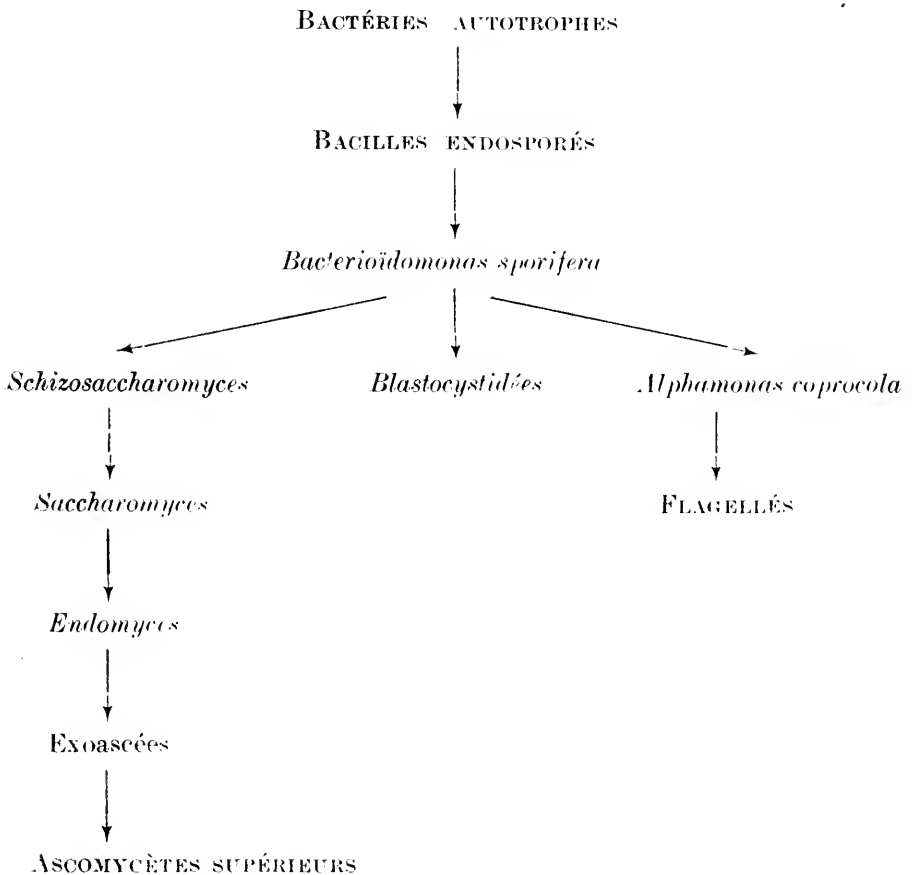 BACTÉRIES AUTOTROPHES
BACILLES ENDOSPORÉS
Bacterioïdomonas sporifera
Schizosaccharomyces Blastocystidées Alphamonas coprocola
Saccharomyces FLAGELLÉS
Endomyces
Exoascées
ASCOMYCÈTES SUPÉRIEURS